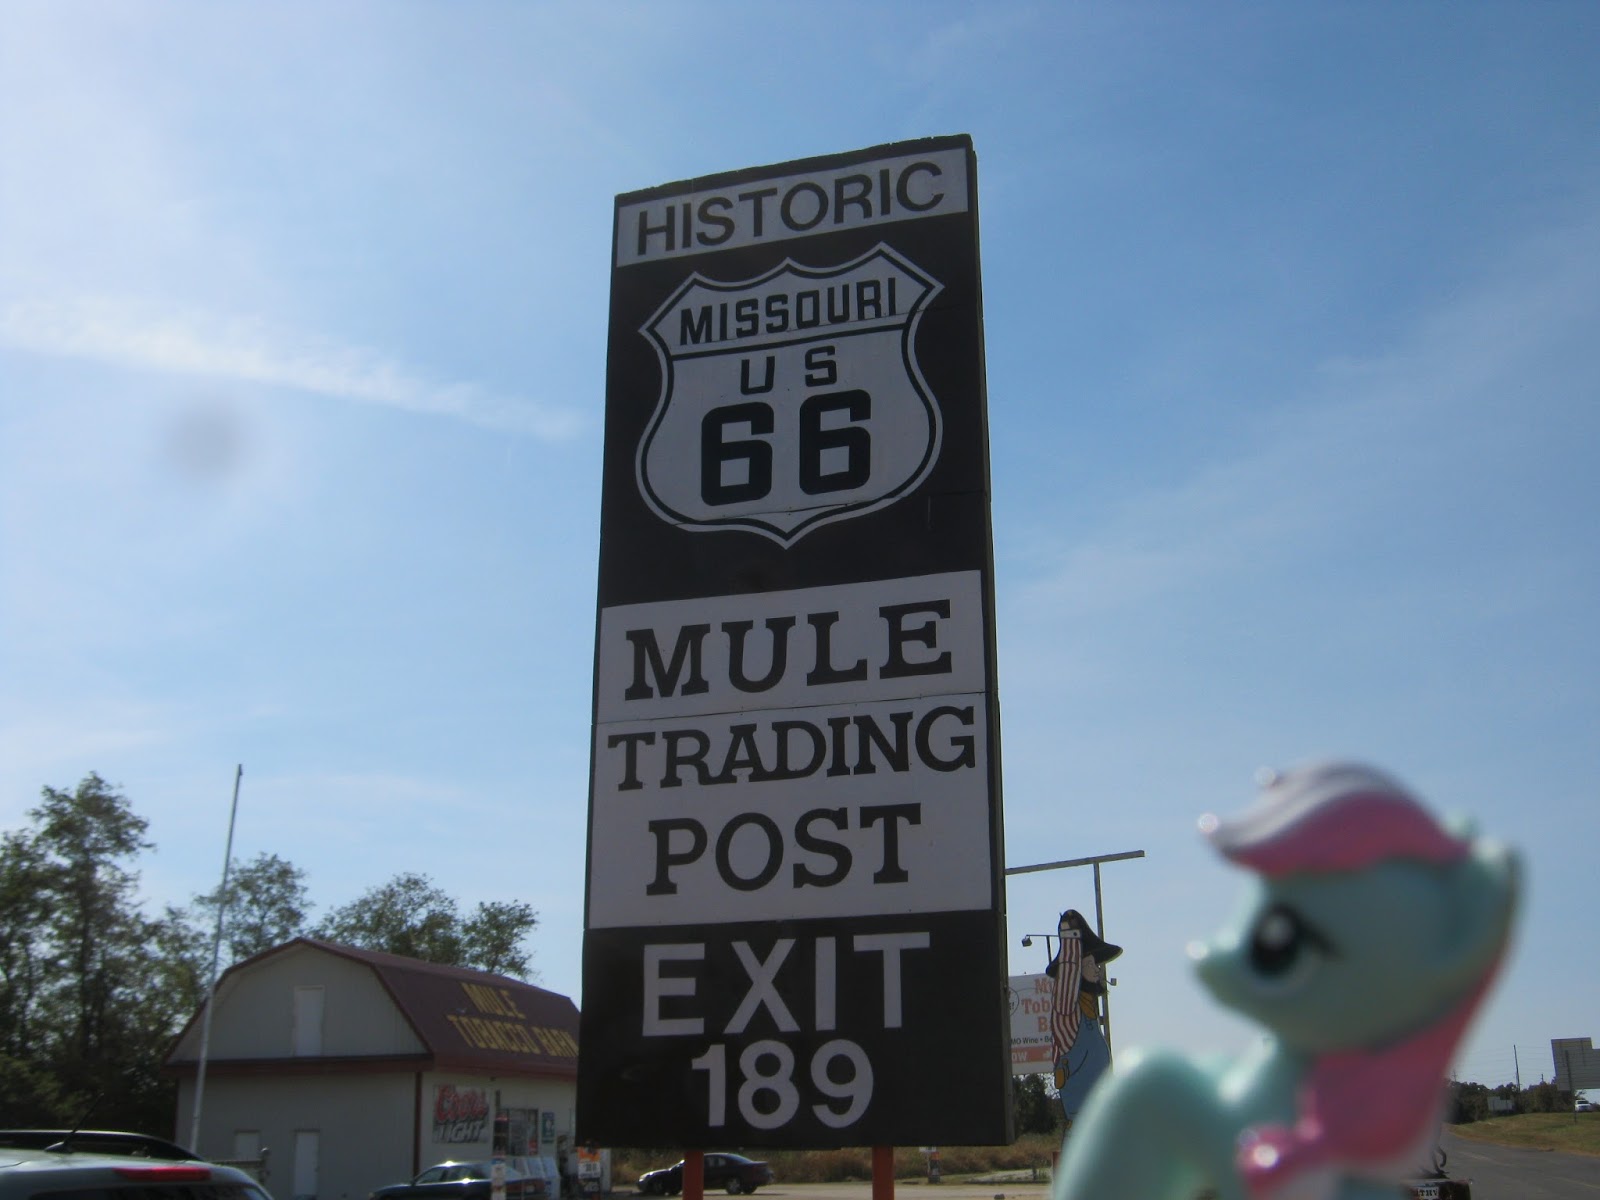 HISTORIC
MISSOURI
US
66
MULE
TRADING
POST
EXIT
189
MULE
TOBACCO BARN
Coors
LIGHT